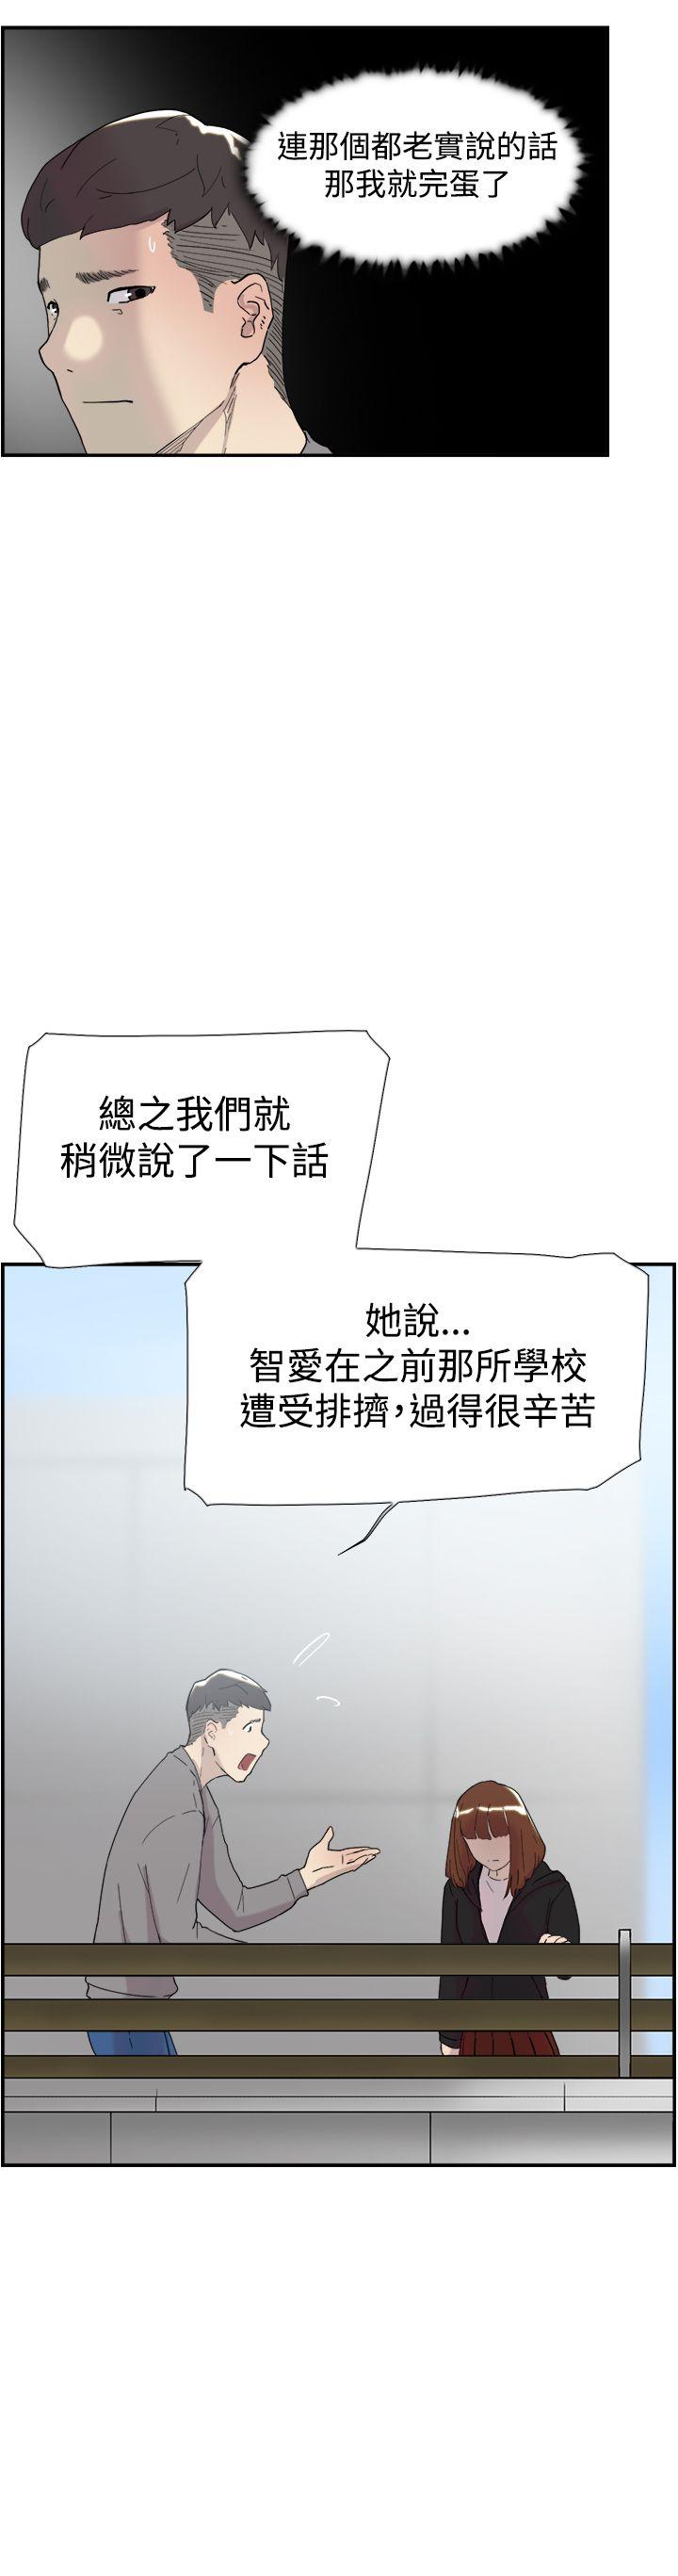 連那個都老實說的話
那我就完蛋了
總之我們就
稍微說了一下話
她說...
智愛在之前那所學校
遭受排擠,過得很辛苦